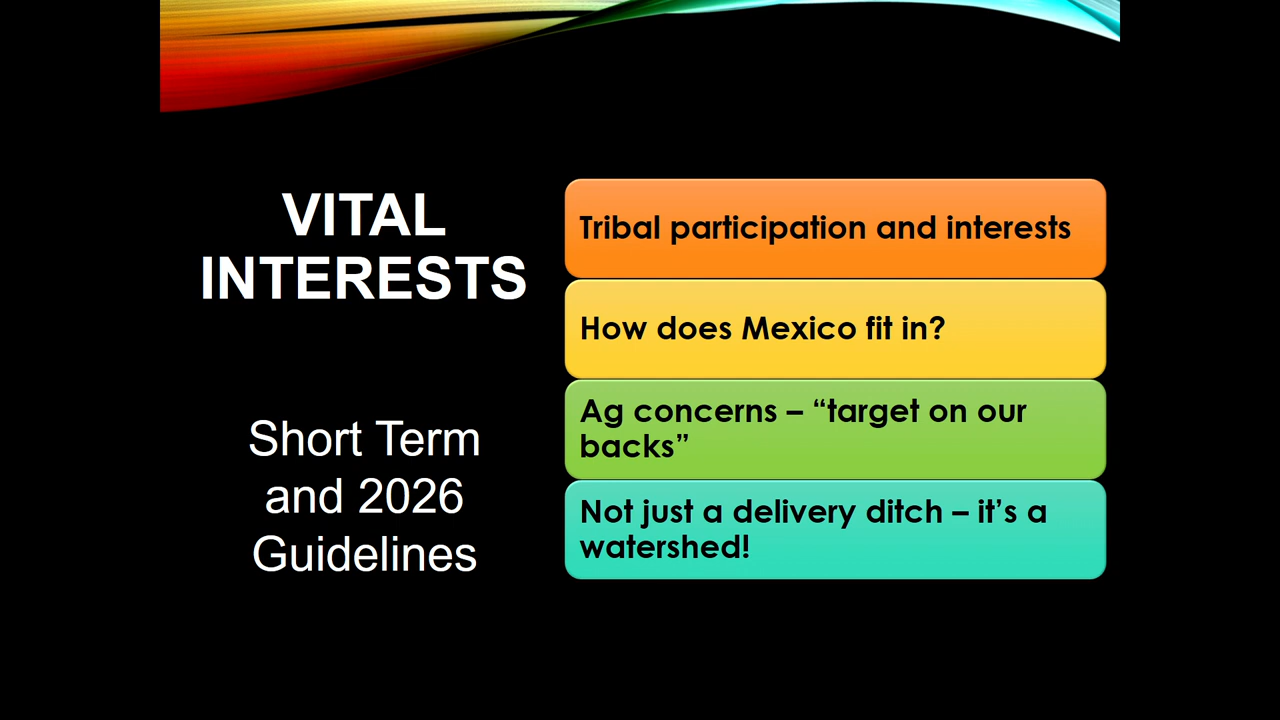 VITAL
INTERESTS
Short Term
and 2026
Guidelines
Tribal participation and interests
How does Mexico fit in?
Ag concerns – “target on our
backs”
Not just a delivery ditch – it’s a
watershed!